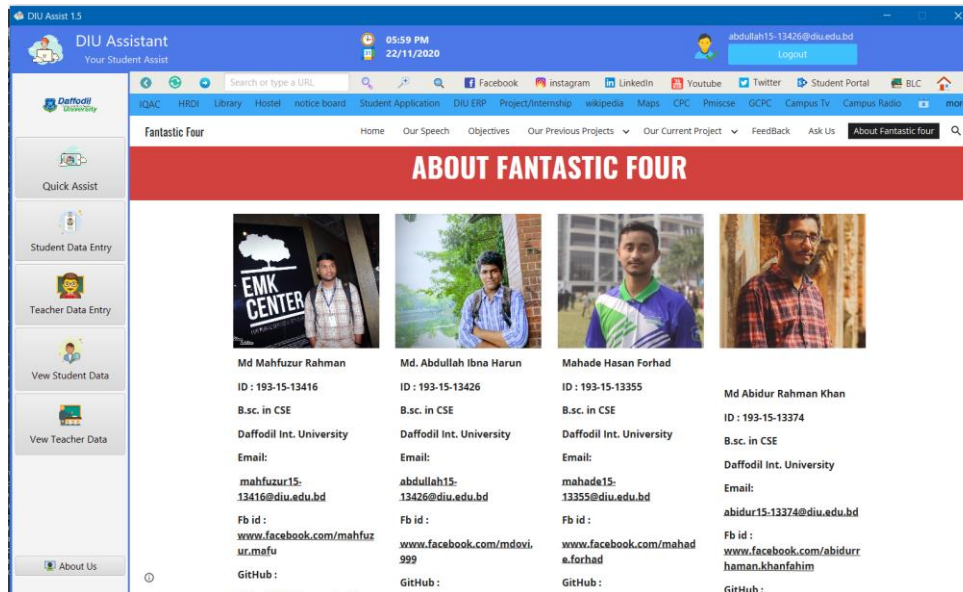 DIU Assist 1.5
DIU Assistant
Your Student Assist
05:59 PM
22/11/2020
abdullah15-13426@diu.edu.bd
Logout
Daffodil
University
Search or type a URL
Facebook instagram LinkedIn Youtube Twitter Student Portal BLC
IQAC HRDI Library Hostel notice board Student Application DIU ERP Project/Internship wikipedia Maps CPC Pmiscse GCPC Campus Tv Campus Radio mor
Fantastic Four Home Our Speech Objectives Our Previous Projects Our Current Project FeedBack Ask Us About Fantastic four
Quick Assist
Student Data Entry
Teacher Data Entry
Vew Student Data
Vew Teacher Data
About Us
ABOUT FANTASTIC FOUR
EMK
CENTER
Md Mahfuzur Rahman
ID : 193-15-13416
B.sc. in CSE
Daffodil Int. University
Email:
mahfuzur15-
13416@diu.edu.bd
Fb id :
www.facebook.com/mahfuz
ur.mafu
GitHub :
Md. Abdullah Ibna Harun
ID : 193-15-13426
B.sc. in CSE
Daffodil Int. University
Email:
abdullah15-
13426@diu.edu.bd
Fb id :
www.facebook.com/mdovi.
999
GitHub :
Mahade Hasan Forhad
ID : 193-15-13355
B.sc. in CSE
Daffodil Int. University
Email:
mahade15-
13355@diu.edu.bd
Fb id :
www.facebook.com/mahad
e.forhad
GitHub :
Md Abidur Rahman Khan
ID : 193-15-13374
B.sc. in CSE
Daffodil Int. University
Email:
abidur15-13374@diu.edu.bd
Fb id :
www.facebook.com/abidurr
haman.khanfahim
GitHub :